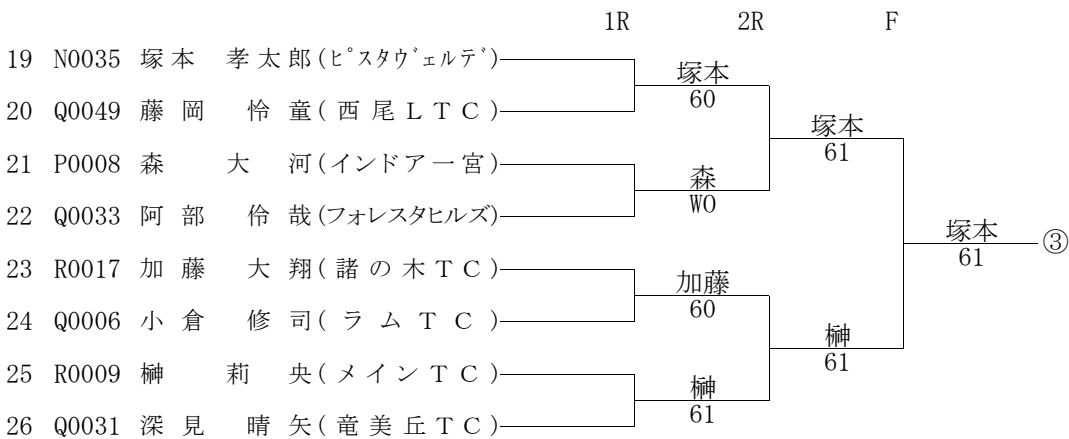 1R 2R F
19 N0035 塚本 孝太郎(ピスタヴェルデ)
塚本
60
20 Q0049 藤岡 怜童(西尾LTC)
塚本
61
21 P0008 森 大河(インドア一宮)
森
WO
22 Q0033 阿部 伶哉(フォレスタヒルズ)
塚本 ③
61
23 R0017 加藤 大翔(諸の木TC)
加藤
60
24 Q0006 小倉 修司(ラムTC)
榊
61
25 R0009 榊 莉央(メインTC)
榊
61
26 Q0031 深見 晴矢(竜美丘TC)